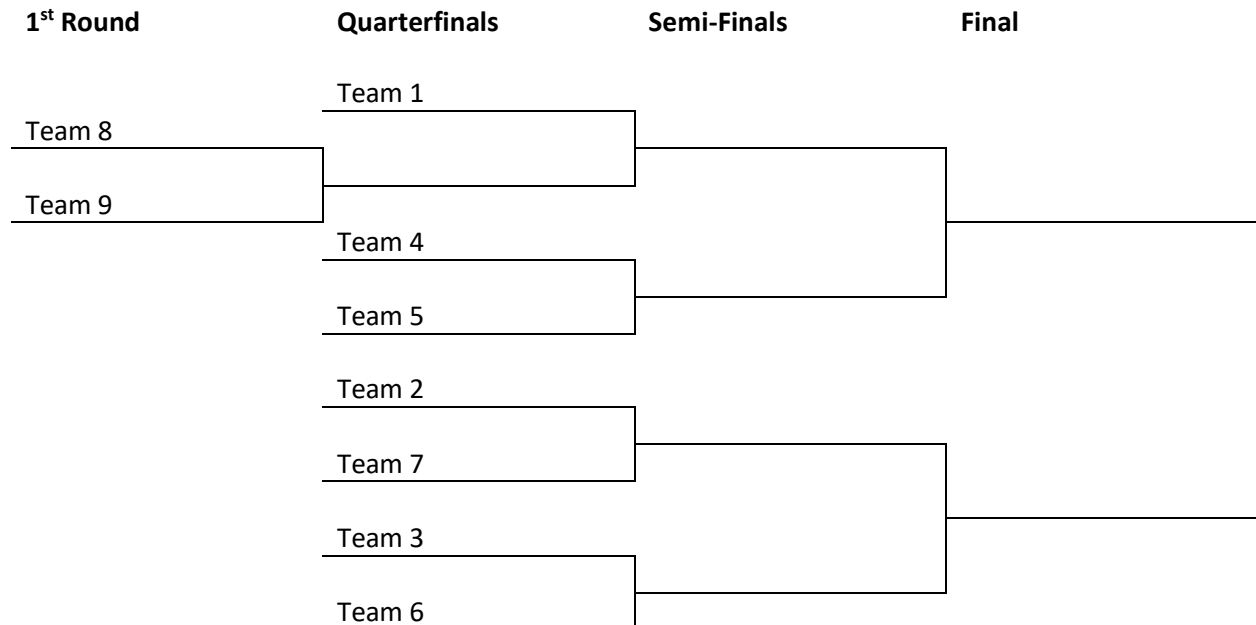 1st Round Quarterfinals Semi-Finals Final
Team 1
Team 8
Team 9
Team 4
Team 5
Team 2
Team 7
Team 3
Team 6